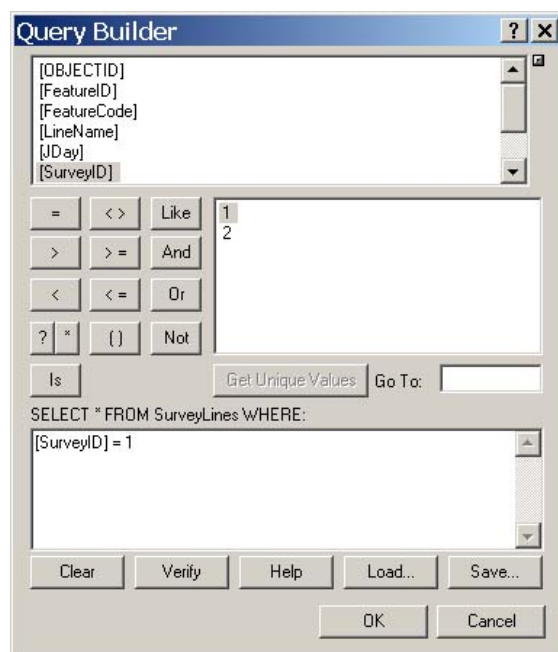 Query Builder ? ×
[OBJECTID]
[FeatureID]
[FeatureCode]
[LineName]
[JDay]
[SurveyID]
= < > Like
> > = And
< < = Or
? * ( ) Not
Is
1
2
Get Unique Values Go To:
SELECT * FROM SurveyLines WHERE:
[SurveyID] = 1
Clear Verify Help Load... Save...
OK Cancel